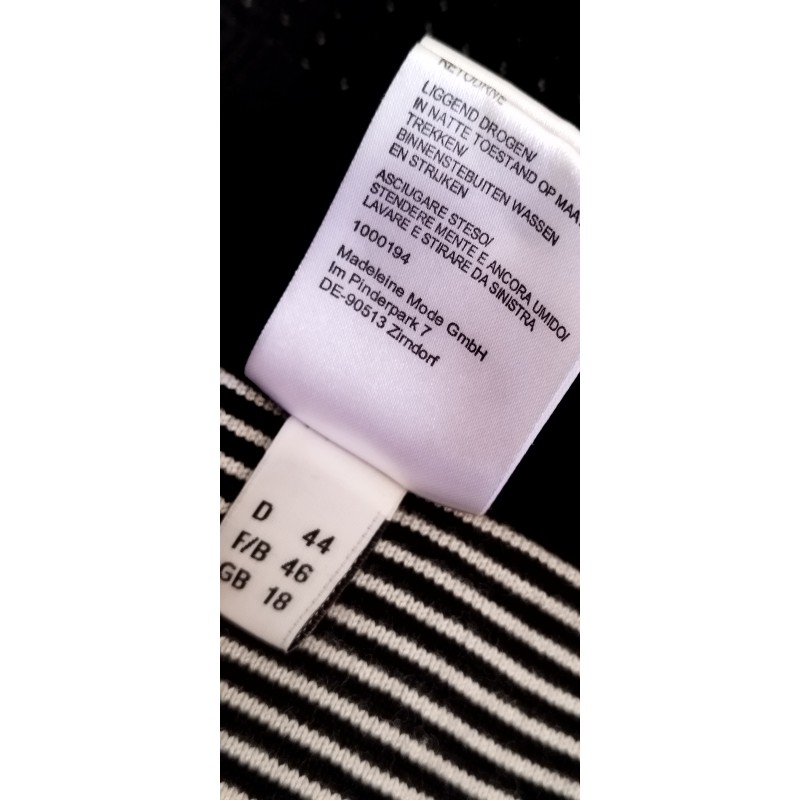 RETOURNE
LIGGEND DROGEN/
IN NATTE TOESTAND OP MAAT
TREKKEN/
BINNENSTEBUITEN WASSEN
EN STRIJKEN
ASCIUGARE STESO/
STENDERE MENTE E ANCORA UMIDO/
LAVARE E STIRARE DA SINISTRA
1000194
Madeleine Mode GmbH
Im Pinderpark 7
DE-90513 Zirndorf
D 44
F/B 46
GB 18